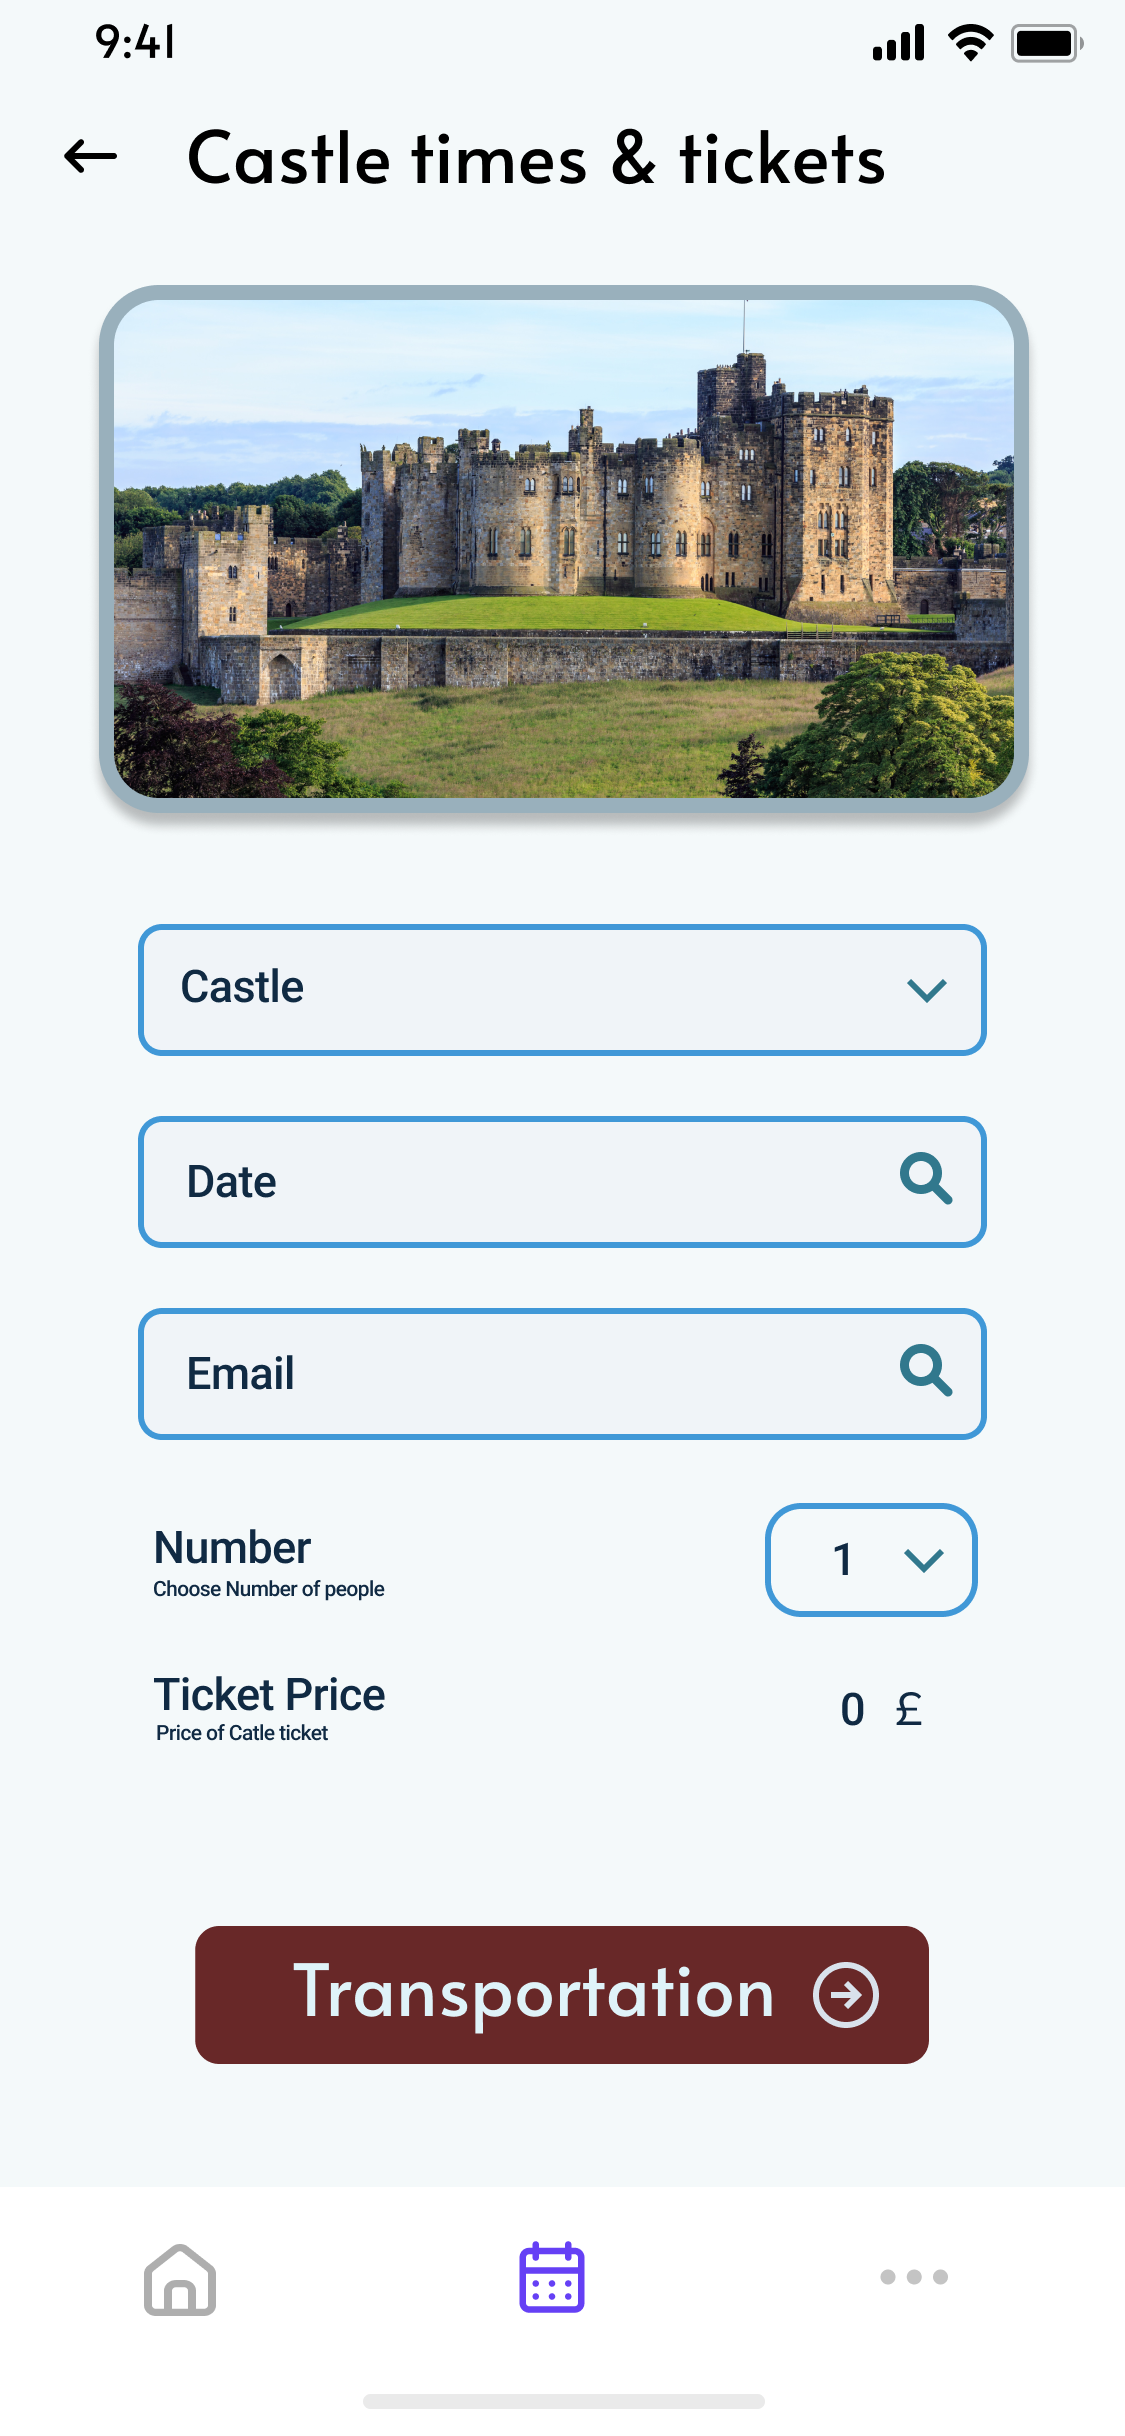 9:41
Castle times & tickets
Castle
Date
Email
Number
1
Choose Number of people
Ticket Price
0 £
Price of Catle ticket
Transportation